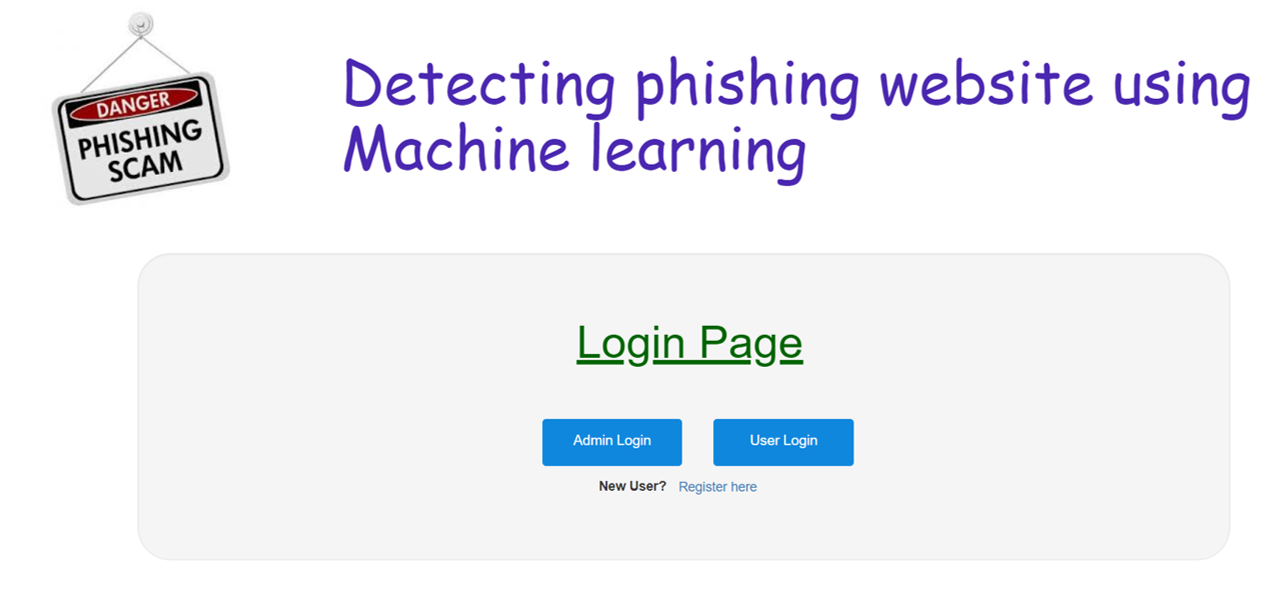 DANGER
PHISHING
SCAM
Detecting phishing website using
Machine learning
Login Page
Admin Login
User Login
New User? Register here